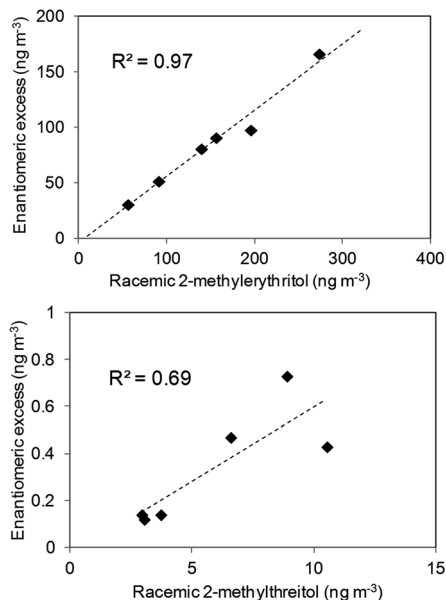 Enantiomeric excess (ng m⁻³)
200
150
100
50
0
R² = 0.97
0 100 200 300 400
Racemic 2-methylerythritol (ng m⁻³)
Enantiomeric excess (ng m⁻³)
1
0.8
0.6
0.4
0.2
0
R² = 0.69
0 5 10 15
Racemic 2-methylthreitol (ng m⁻³)